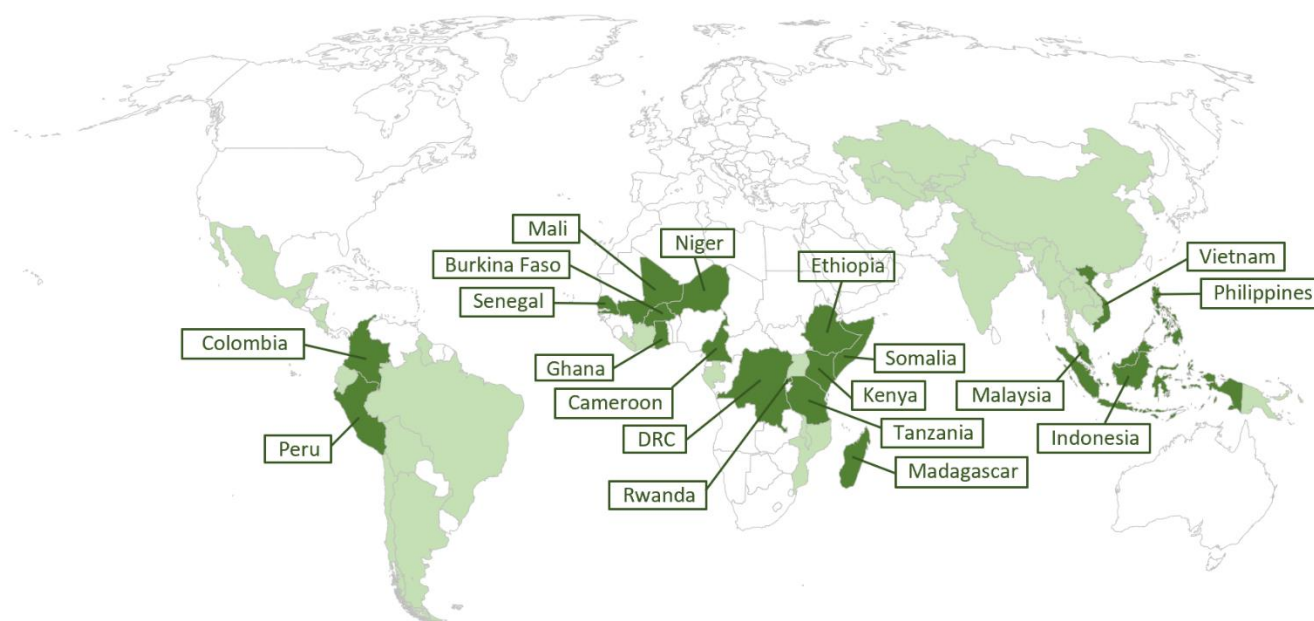 Mali
Niger
Burkina Faso
Ethiopia
Vietnam
Senegal
Philippines
Colombia
Ghana
Somalia
Cameroon
Kenya
Malaysia
DRC
Tanzania
Indonesia
Peru
Madagascar
Rwanda